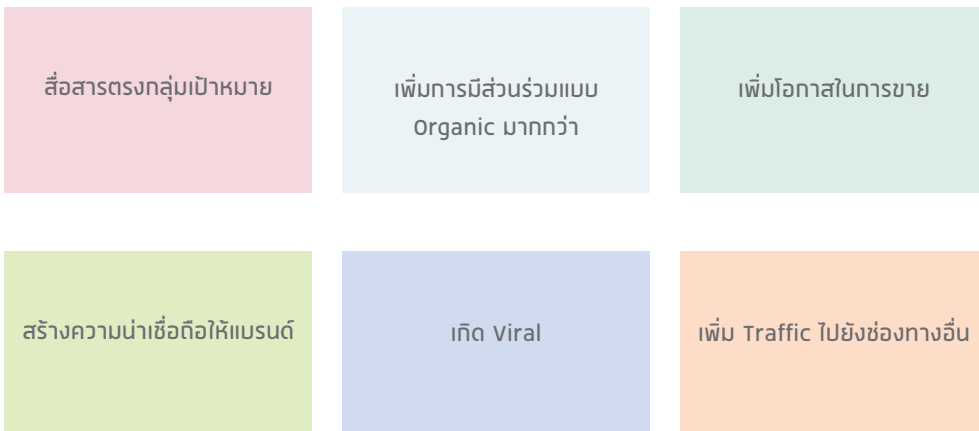 สื่อสารตรงกลุ่มเป้าหมาย
เพิ่มการมีส่วนร่วมแบบ
Organic มากกว่า
เพิ่มโอกาสในการขาย
สร้างความน่าเชื่อถือให้แบรนด์
เกิด Viral
เพิ่ม Traffic ไปยังช่องทางอื่น